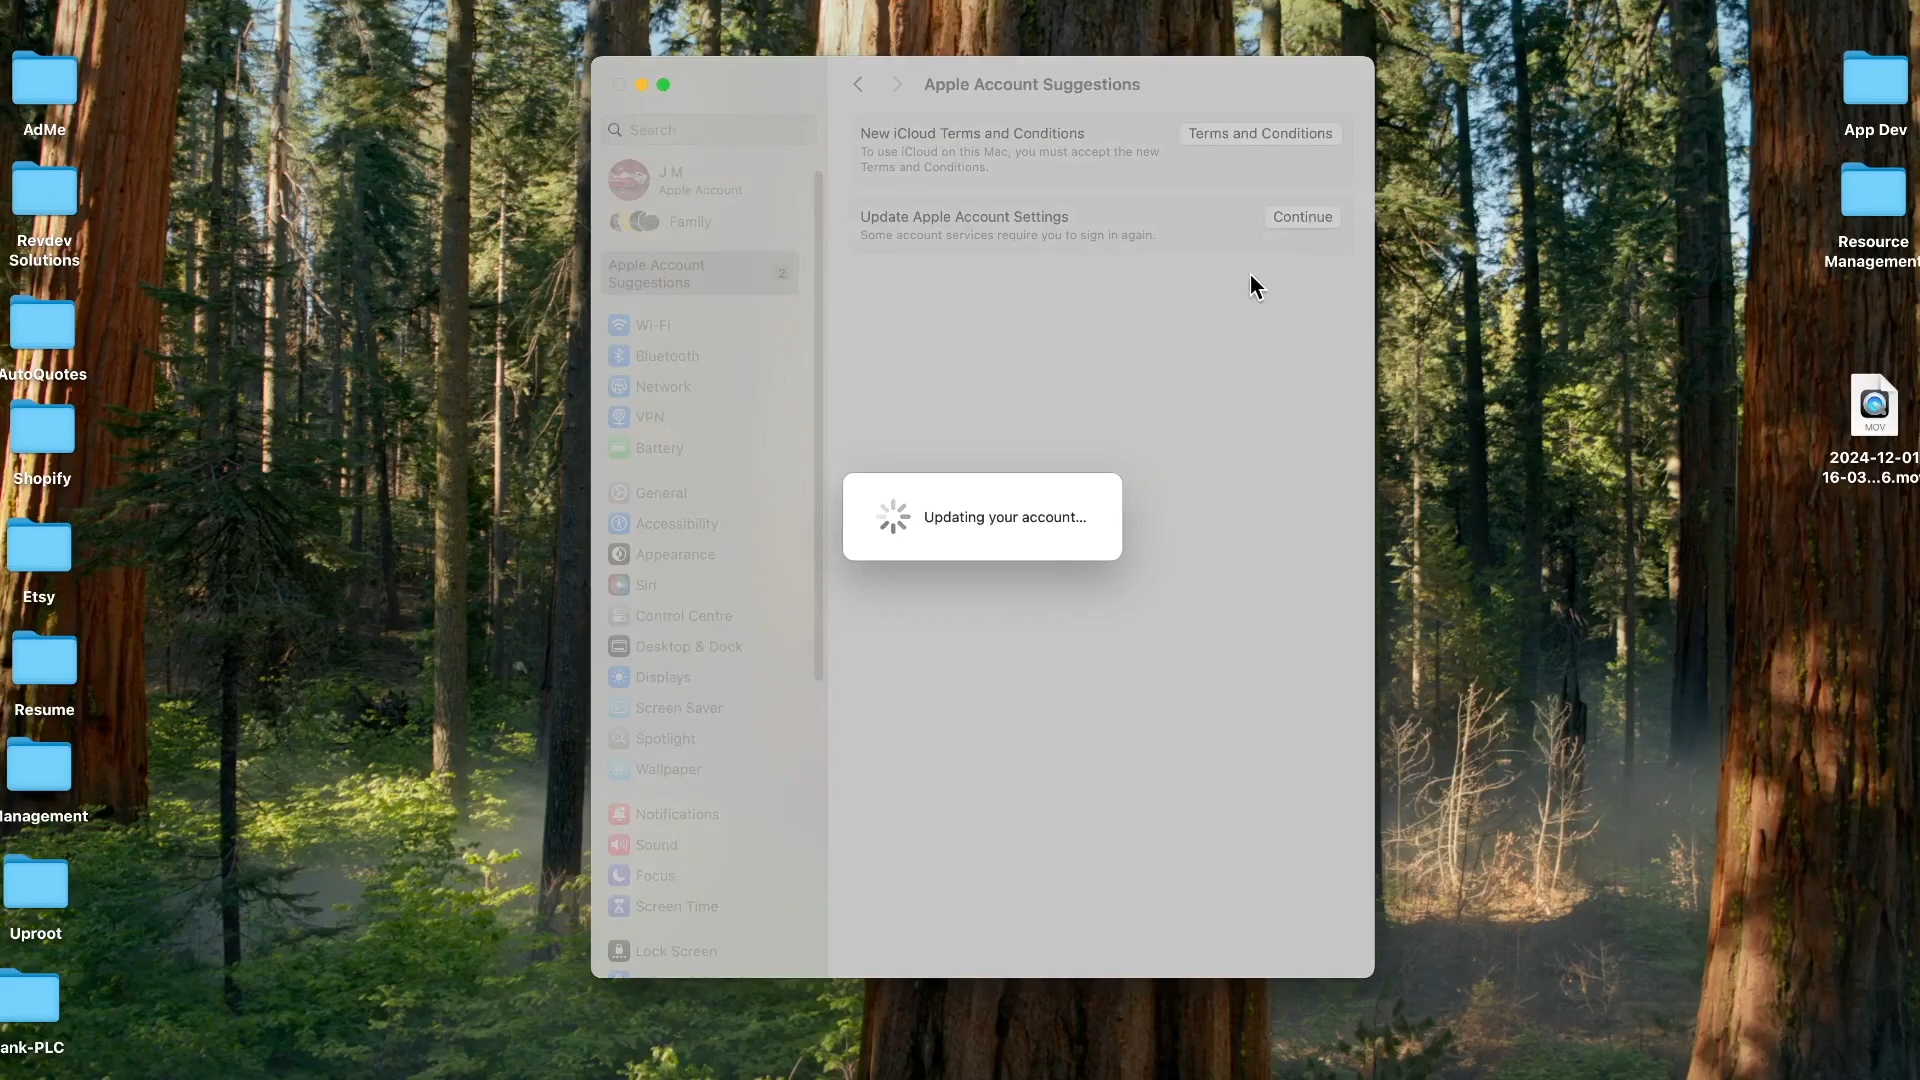 AdMe
Revdev
Solutions
AutoQuotes
Shopify
Etsy
Resume
anagement
Uproot
ank-PLC
Search
J M
Apple Account
Family
Apple Account
Suggestions
2
Wi-Fi
Bluetooth
Network
VPN
Battery
General
Accessibility
Appearance
Siri
Control Centre
Desktop & Dock
Displays
Screen Saver
Spotlight
Wallpaper
Notifications
Sound
Focus
Screen Time
Lock Screen
Apple Account Suggestions
New iCloud Terms and Conditions
Terms and Conditions
To use iCloud on this Mac, you must accept the new
Terms and Conditions.
Update Apple Account Settings
Continue
Some account services require you to sign in again.
Updating your account...
App Dev
Resource
Management
MOV
2024-12-01
16-03...6.mov